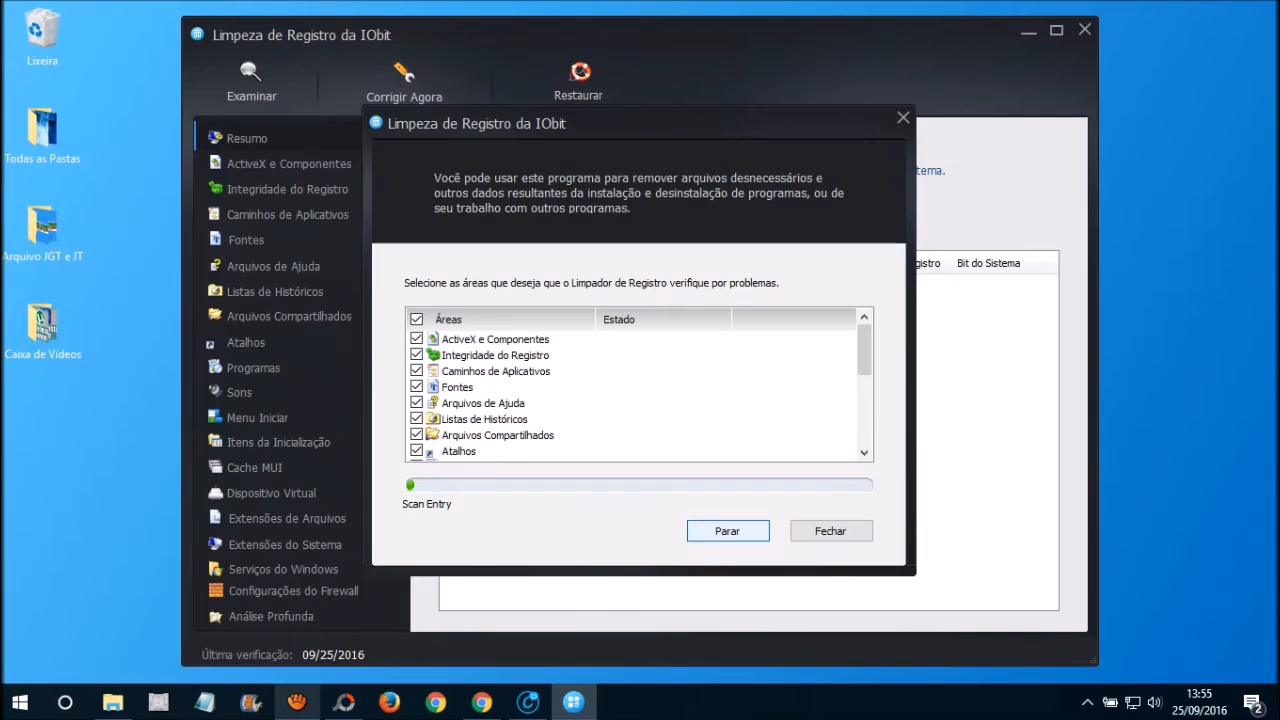 Lixeira
Todas as Pastas
Arquivo JGT e JT
Caixa de Vídeos
Limpeza de Registro da IObit
Examinar
Corrigir Agora
Restaurar
Resumo
ActiveX e Componentes
Integridade do Registro
Caminhos de Aplicativos
Fontes
Arquivos de Ajuda
Listas de Históricos
Arquivos Compartilhados
Atalhos
Programas
Sons
Menu Iniciar
Itens da Inicialização
Cache MUI
Dispositivo Virtual
Extensões de Arquivos
Extensões do Sistema
Serviços do Windows
Configurações do Firewall
Análise Profunda
Última verificação: 09/25/2016
tema.
gistro Bit do Sistema
Limpeza de Registro da IObit
Você pode usar este programa para remover arquivos desnecessários e
outros dados resultantes da instalação e desinstalação de programas, ou de
seu trabalho com outros programas.
Selecione as áreas que deseja que o Limpador de Registro verifique por problemas.
Áreas Estado
ActiveX e Componentes
Integridade do Registro
Caminhos de Aplicativos
Fontes
Arquivos de Ajuda
Listas de Históricos
Arquivos Compartilhados
Atalhos
Scan Entry
Parar Fechar
13:55
25/09/2016
2